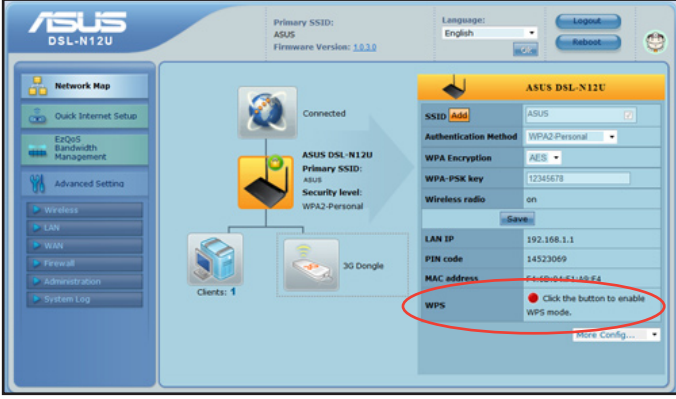 ASUS
DSL-N12U
Primary SSID:
ASUS
Firmware Version: 1.0.3.0
Language:
English
Logout
Reboot
Network Map
Quick Internet Setup
EzQoS
Bandwidth
Management
Advanced Setting
Wireless
LAN
WAN
Firewall
Administration
System Log
Connected
ASUS DSL-N12U
Primary SSID:
ASUS
Security level:
WPA2-Personal
Clients: 1
3G Dongle
ASUS DSL-N12U
SSID Add ASUS
Authentication Method WPA2-Personal
WPA Encryption AES
WPA-PSK key 12345678
Wireless radio on
Save
LAN IP 192.168.1.1
PIN code 14523069
MAC address
WPS Click the button to enable
WPS mode.
More Config...